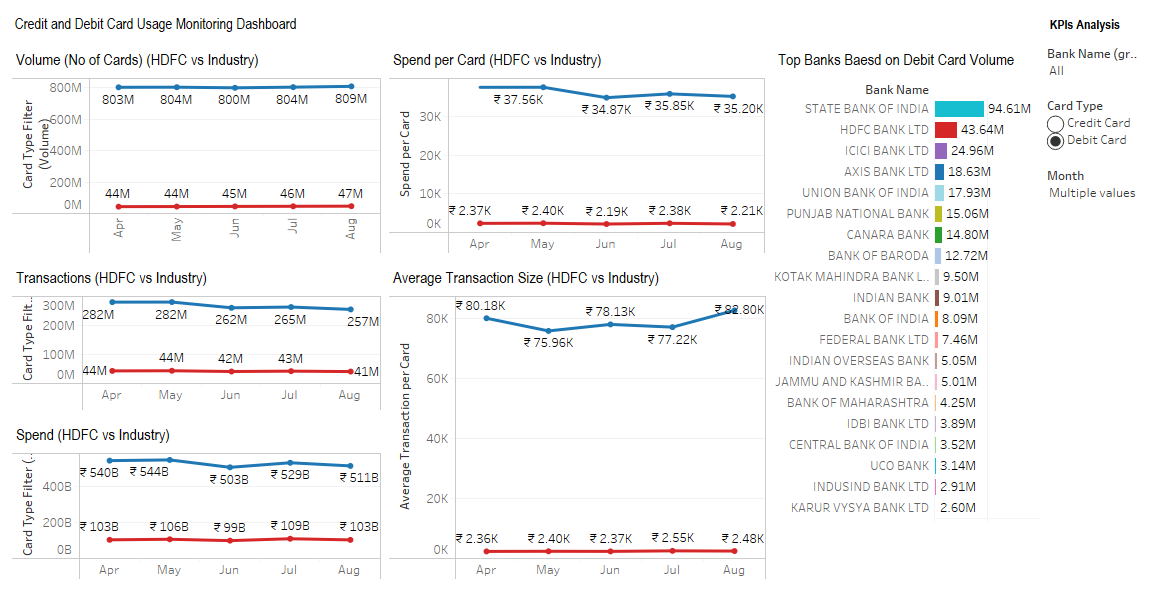 Credit and Debit Card Usage Monitoring Dashboard
Volume (No of Cards) (HDFC vs Industry)
Card Type Filter
(Volume)
800M
600M
400M
200M
0M
803M 804M 800M 804M 809M
44M 44M 45M 46M 47M
Apr May Jun Jul Aug
Transactions (HDFC vs Industry)
Card Type Filt..
300M
200M
100M
0M
282M 282M 262M 265M 257M
44M 44M 42M 43M 41M
Apr May Jun Jul Aug
Spend (HDFC vs Industry)
Card Type Filter (..
400B
200B
0B
₹ 540B ₹ 544B ₹ 503B ₹ 529B ₹ 511B
₹ 103B ₹ 106B ₹ 99B ₹ 109B ₹ 103B
Apr May Jun Jul Aug
Spend per Card (HDFC vs Industry)
Spend per Card
30K
20K
10K
0K
₹ 37.56K ₹ 34.87K ₹ 35.85K ₹ 35.20K
₹ 2.37K ₹ 2.40K ₹ 2.19K ₹ 2.38K ₹ 2.21K
Apr May Jun Jul Aug
Average Transaction Size (HDFC vs Industry)
Average Transaction per Card
80K
60K
40K
20K
0K
₹ 80.18K ₹ 75.96K ₹ 78.13K ₹ 77.22K ₹ 82.80K
₹ 2.36K ₹ 2.40K ₹ 2.37K ₹ 2.55K ₹ 2.48K
Apr May Jun Jul Aug
Top Banks Baesd on Debit Card Volume
Bank Name
STATE BANK OF INDIA 94.61M
HDFC BANK LTD 43.64M
ICICI BANK LTD 24.96M
AXIS BANK LTD 18.63M
UNION BANK OF INDIA 17.93M
PUNJAB NATIONAL BANK 15.06M
CANARA BANK 14.80M
BANK OF BARODA 12.72M
KOTAK MAHINDRA BANK L.. 9.50M
INDIAN BANK 9.01M
BANK OF INDIA 8.09M
FEDERAL BANK LTD 7.46M
INDIAN OVERSEAS BANK 5.05M
JAMMU AND KASHMIR BA.. 5.01M
BANK OF MAHARASHTRA 4.25M
IDBI BANK LTD 3.89M
CENTRAL BANK OF INDIA 3.52M
UCO BANK 3.14M
INDUSIND BANK LTD 2.91M
KARUR VYSYA BANK LTD 2.60M
KPIs Analysis
Bank Name (gr..
All
Card Type
Credit Card
Debit Card
Month
Multiple values